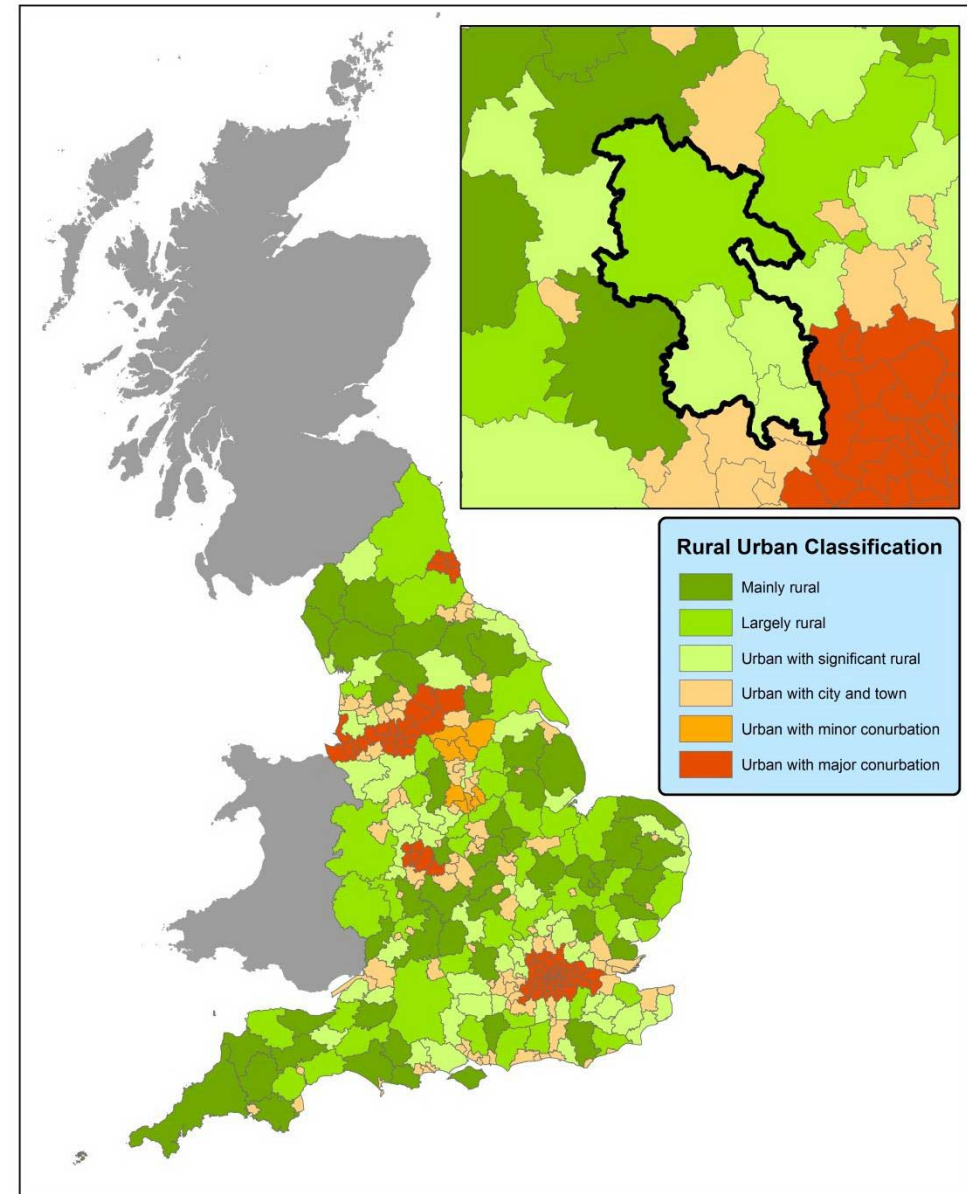 Rural Urban Classification
Mainly rural
Largely rural
Urban with significant rural
Urban with city and town
Urban with minor conurbation
Urban with major conurbation